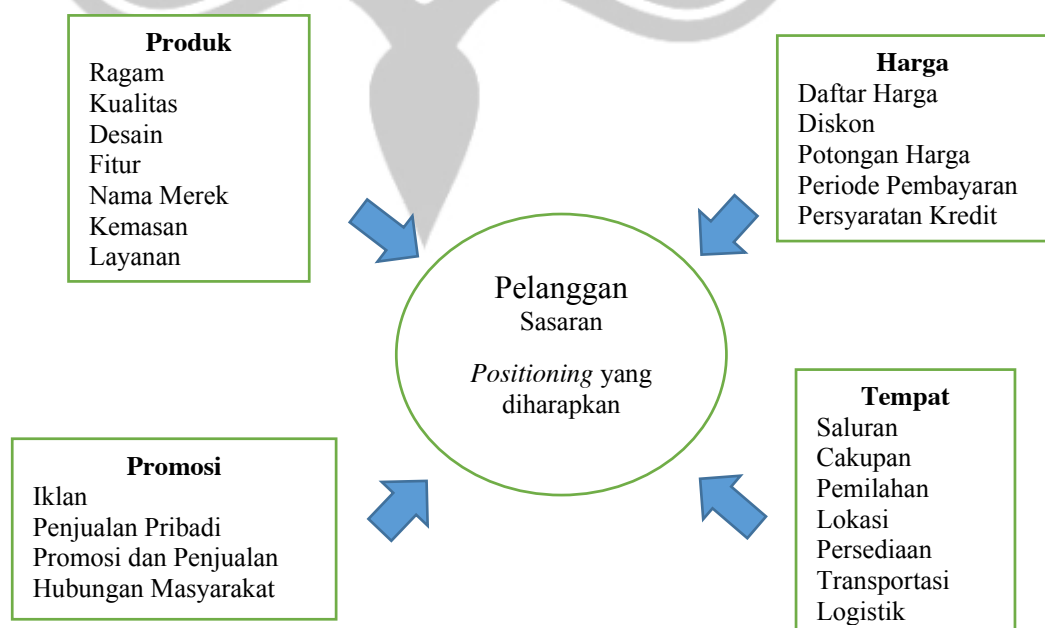 Produk
Ragam
Kualitas
Desain
Fitur
Nama Merek
Kemasan
Layanan
Harga
Daftar Harga
Diskon
Potongan Harga
Periode Pembayaran
Persyaratan Kredit
Pelanggan
Sasaran
Positioning yang
diharapkan
Promosi
Iklan
Penjualan Pribadi
Promosi dan Penjualan
Hubungan Masyarakat
Tempat
Saluran
Cakupan
Pemilahan
Lokasi
Persediaan
Transportasi
Logistik